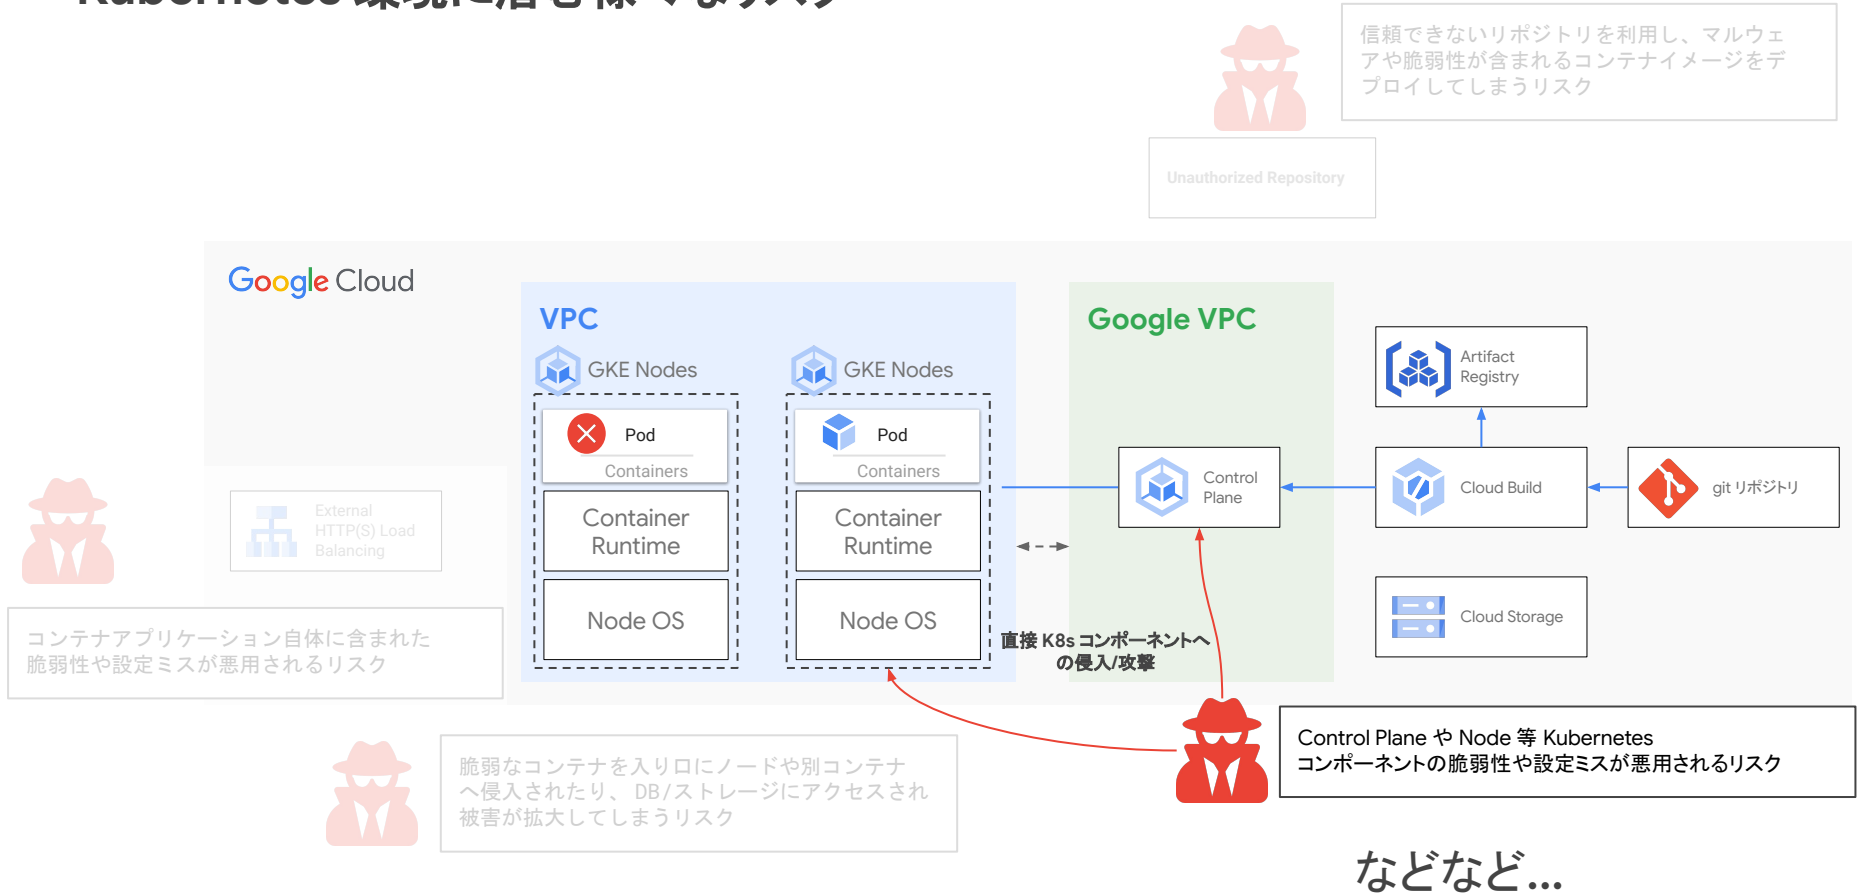 信頼できないリポジトリを利用し、マルウェ
アや脆弱性が含まれるコンテナイメージをデ
プロイしてしまうリスク
Unauthorized Repository
Google Cloud
VPC
Google VPC
GKE Nodes
GKE Nodes
Artifact
Registry
Pod
Containers
Pod
Containers
Control
Plane
Cloud Build
git リポジトリ
External
HTTP(S) Load
Balancing
Container
Runtime
Container
Runtime
Node OS
Node OS
Cloud Storage
コンテナアプリケーション自体に含まれた
脆弱性や設定ミスが悪用されるリスク
直接 K8s コンポーネントへ
の侵入/攻撃
Control Plane や Node 等 Kubernetes
コンポーネントの脆弱性や設定ミスが悪用されるリスク
脆弱なコンテナを入り口にノードや別コンテナ
へ侵入されたり、DB/ストレージにアクセスされ
被害が拡大してしまうリスク
などなど...